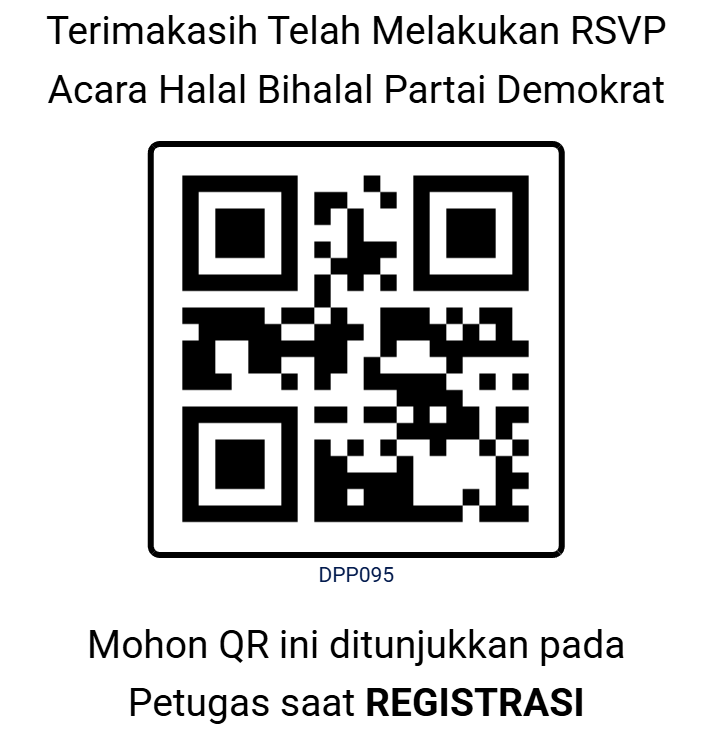 Terimakasih Telah Melakukan RSVP
Acara Halal Bihalal Partai Demokrat
DPP095
Mohon QR ini ditunjukkan pada
Petugas saat REGISTRASI